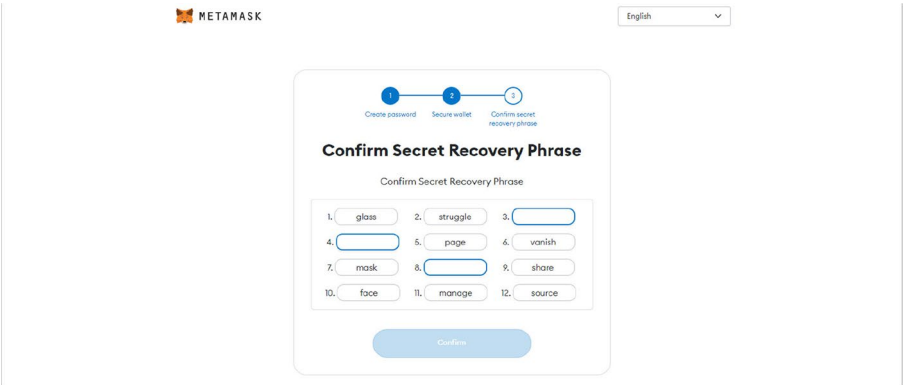 METAMASK
English
1
2
3
Create password
Secure wallet
Confirm secret
recovery phrase
Confirm Secret Recovery Phrase
Confirm Secret Recovery Phrase
1. glass 2. struggle 3.
4. 5. page 6. vanish
7. mask 8. 9. share
10. face 11. manage 12. source
Confirm